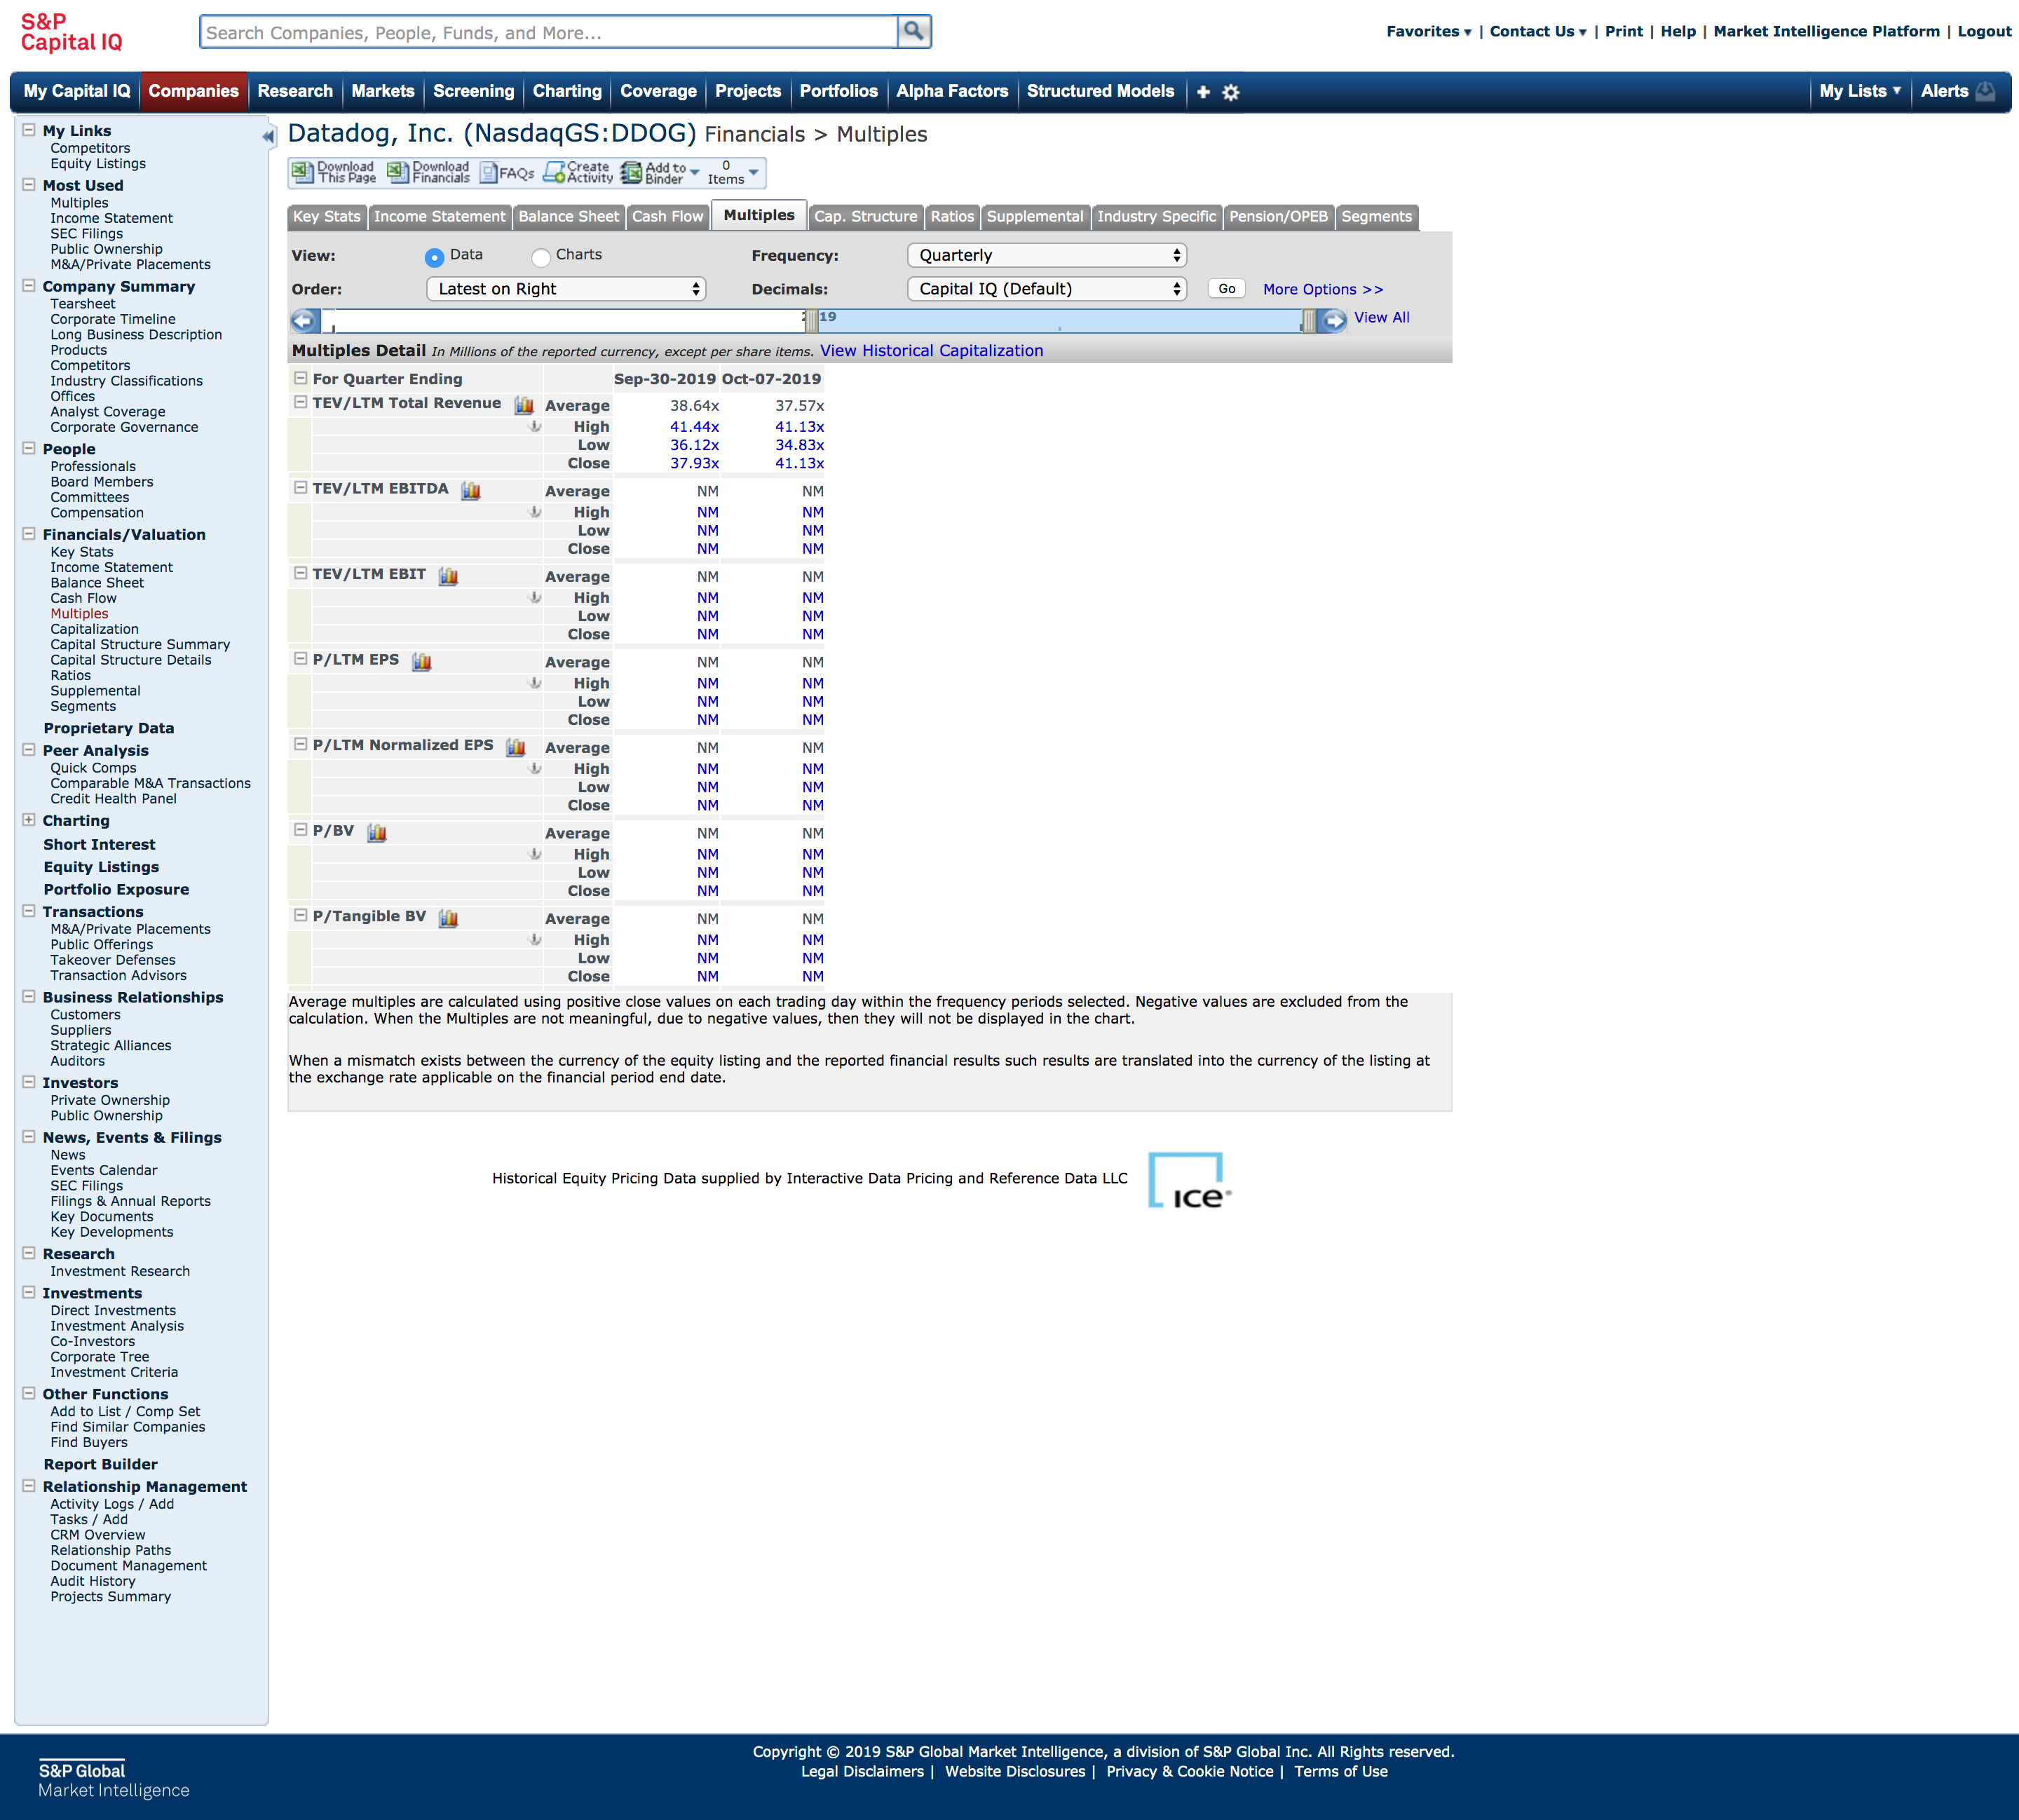 S&P
Capital IQ
Search Companies, People, Funds, and More...
Favorites | Contact Us | Print | Help | Market Intelligence Platform | Logout
My Capital IQ Companies Research Markets Screening Charting Coverage Projects Portfolios Alpha Factors Structured Models My Lists Alerts
My Links
Competitors
Equity Listings
Most Used
Multiples
Income Statement
SEC Filings
Public Ownership
M&A/Private Placements
Company Summary
Tearsheet
Corporate Timeline
Long Business Description
Products
Competitors
Industry Classifications
Offices
Analyst Coverage
Corporate Governance
People
Professionals
Board Members
Committees
Compensation
Financials/Valuation
Key Stats
Income Statement
Balance Sheet
Cash Flow
Multiples
Capitalization
Capital Structure Summary
Capital Structure Details
Ratios
Supplemental
Segments
Proprietary Data
Peer Analysis
Quick Comps
Comparable M&A Transactions
Credit Health Panel
Charting
Short Interest
Equity Listings
Portfolio Exposure
Transactions
M&A/Private Placements
Public Offerings
Takeover Defenses
Transaction Advisors
Business Relationships
Customers
Suppliers
Strategic Alliances
Auditors
Investors
Private Ownership
Public Ownership
News, Events & Filings
News
Events Calendar
SEC Filings
Filings & Annual Reports
Key Documents
Key Developments
Research
Investment Research
Investments
Direct Investments
Investment Analysis
Co-Investors
Corporate Tree
Investment Criteria
Other Functions
Add to List / Comp Set
Find Similar Companies
Find Buyers
Report Builder
Relationship Management
Activity Logs / Add
Tasks / Add
CRM Overview
Relationship Paths
Document Management
Audit History
Projects Summary
Datadog, Inc. (NasdaqGS:DDOG) Financials > Multiples
Download This Page Download Financials FAQs Create Activity Add to Binder 0 Items
Key Stats Income Statement Balance Sheet Cash Flow Multiples Cap. Structure Ratios Supplemental Industry Specific Pension/OPEB Segments
View: Data Charts Frequency: Quarterly
Order: Latest on Right Decimals: Capital IQ (Default) Go More Options >>
19 View All
Multiples Detail In Millions of the reported currency, except per share items. View Historical Capitalization
For Quarter Ending Sep-30-2019 Oct-07-2019
TEV/LTM Total Revenue Average 38.64x 37.57x
High 41.44x 41.13x
Low 36.12x 34.83x
Close 37.93x 41.13x
TEV/LTM EBITDA Average NM NM
High NM NM
Low NM NM
Close NM NM
TEV/LTM EBIT Average NM NM
High NM NM
Low NM NM
Close NM NM
P/LTM EPS Average NM NM
High NM NM
Low NM NM
Close NM NM
P/LTM Normalized EPS Average NM NM
High NM NM
Low NM NM
Close NM NM
P/BV Average NM NM
High NM NM
Low NM NM
Close NM NM
P/Tangible BV Average NM NM
High NM NM
Low NM NM
Close NM NM
Average multiples are calculated using positive close values on each trading day within the frequency periods selected. Negative values are excluded from the
calculation. When the Multiples are not meaningful, due to negative values, then they will not be displayed in the chart.
When a mismatch exists between the currency of the equity listing and the reported financial results such results are translated into the currency of the listing at
the exchange rate applicable on the financial period end date.
Historical Equity Pricing Data supplied by Interactive Data Pricing and Reference Data LLC
ICE
Copyright © 2019 S&P Global Market Intelligence, a division of S&P Global Inc. All Rights reserved.
Legal Disclaimers | Website Disclosures | Privacy & Cookie Notice | Terms of Use
S&P Global
Market Intelligence